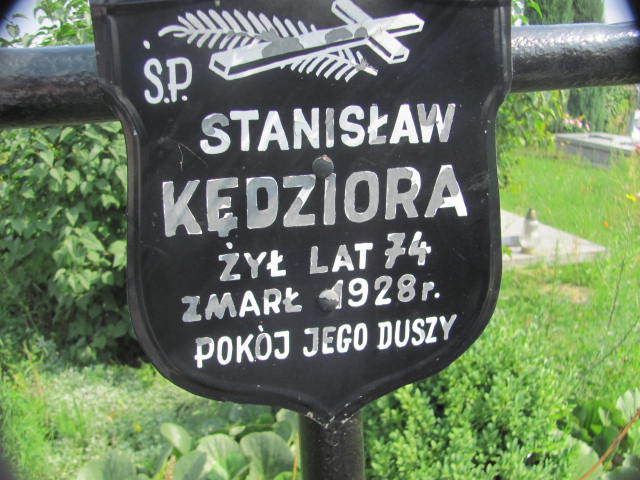 Ś.P.
STANISŁAW
KĘDZIORA
ŻYŁ LAT 74
ZMARŁ 1928 r.
POKÓJ JEGO DUSZY